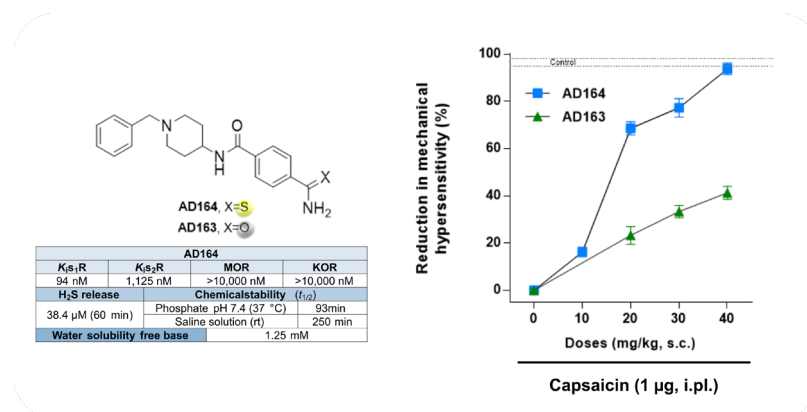 N
O
N
H
X
NH₂
AD164, X=S
AD163, X=O
AD164
Kᵢs₁R Kᵢs₂R MOR KOR
94 nM 1,125 nM >10,000 nM >10,000 nM
H₂S release Chemicalstability (t₁/₂)
38.4 µM (60 min) Phosphate pH 7.4 (37 °C) 93min
Saline solution (rt) 250 min
Water solubility free base 1.25 mM
Reduction in mechanical
hypersensitivity (%)
100
80
60
40
20
0
Control
AD164
AD163
0 10 20 30 40
Doses (mg/kg, s.c.)
Capsaicin (1 µg, i.pl.)